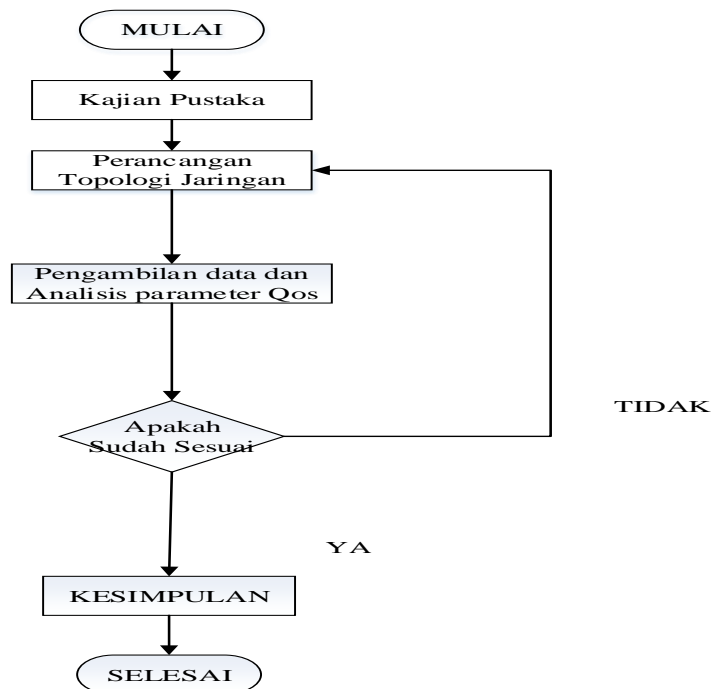 MULAI
Kajian Pustaka
Perancangan
Topologi Jaringan
Pengambilan data dan
Analisis parameter Qos
Apakah
Sudah Sesuai
TIDAK
YA
KESIMPULAN
SELESAI